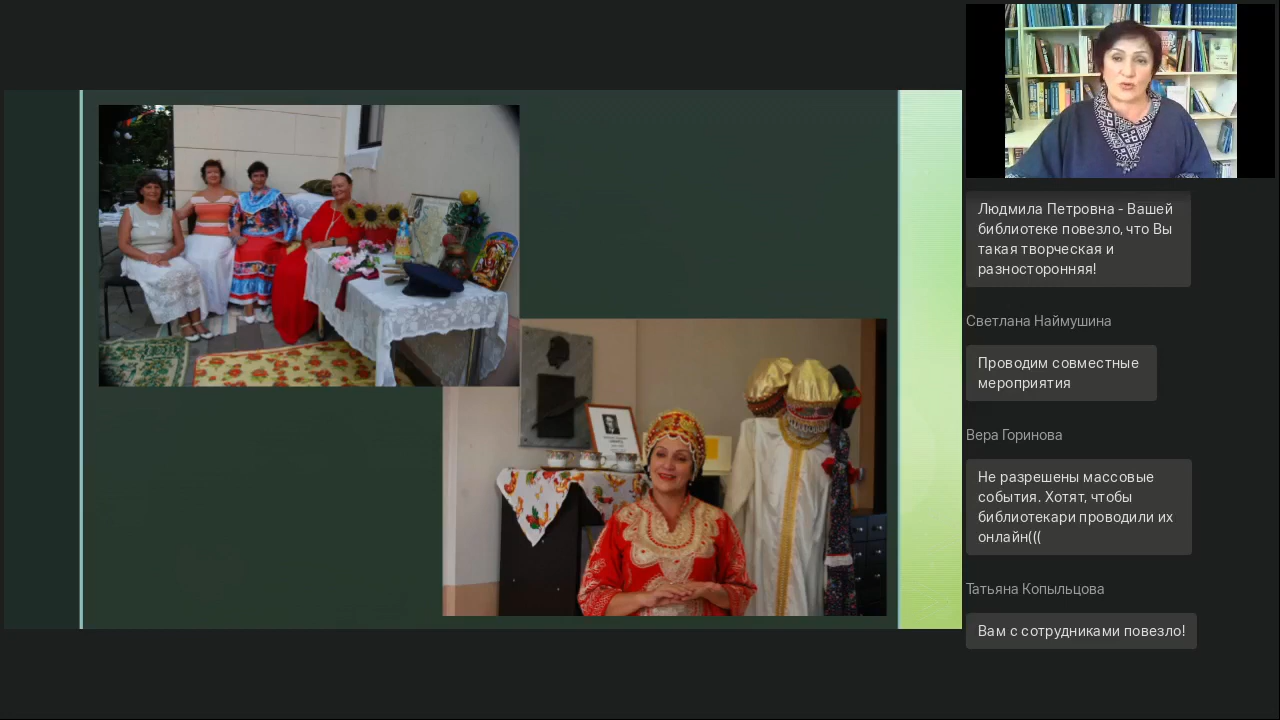 Людмила Петровна - Вашей
библиотеке повезло, что Вы
такая творческая и
разносторонняя!
Светлана Наймушина
Проводим совместные
мероприятия
Вера Горинова
Не разрешены массовые
события. Хотят, чтобы
библиотекари проводили их
онлайн(((
Татьяна Копыльцова
Вам с сотрудниками повезло!